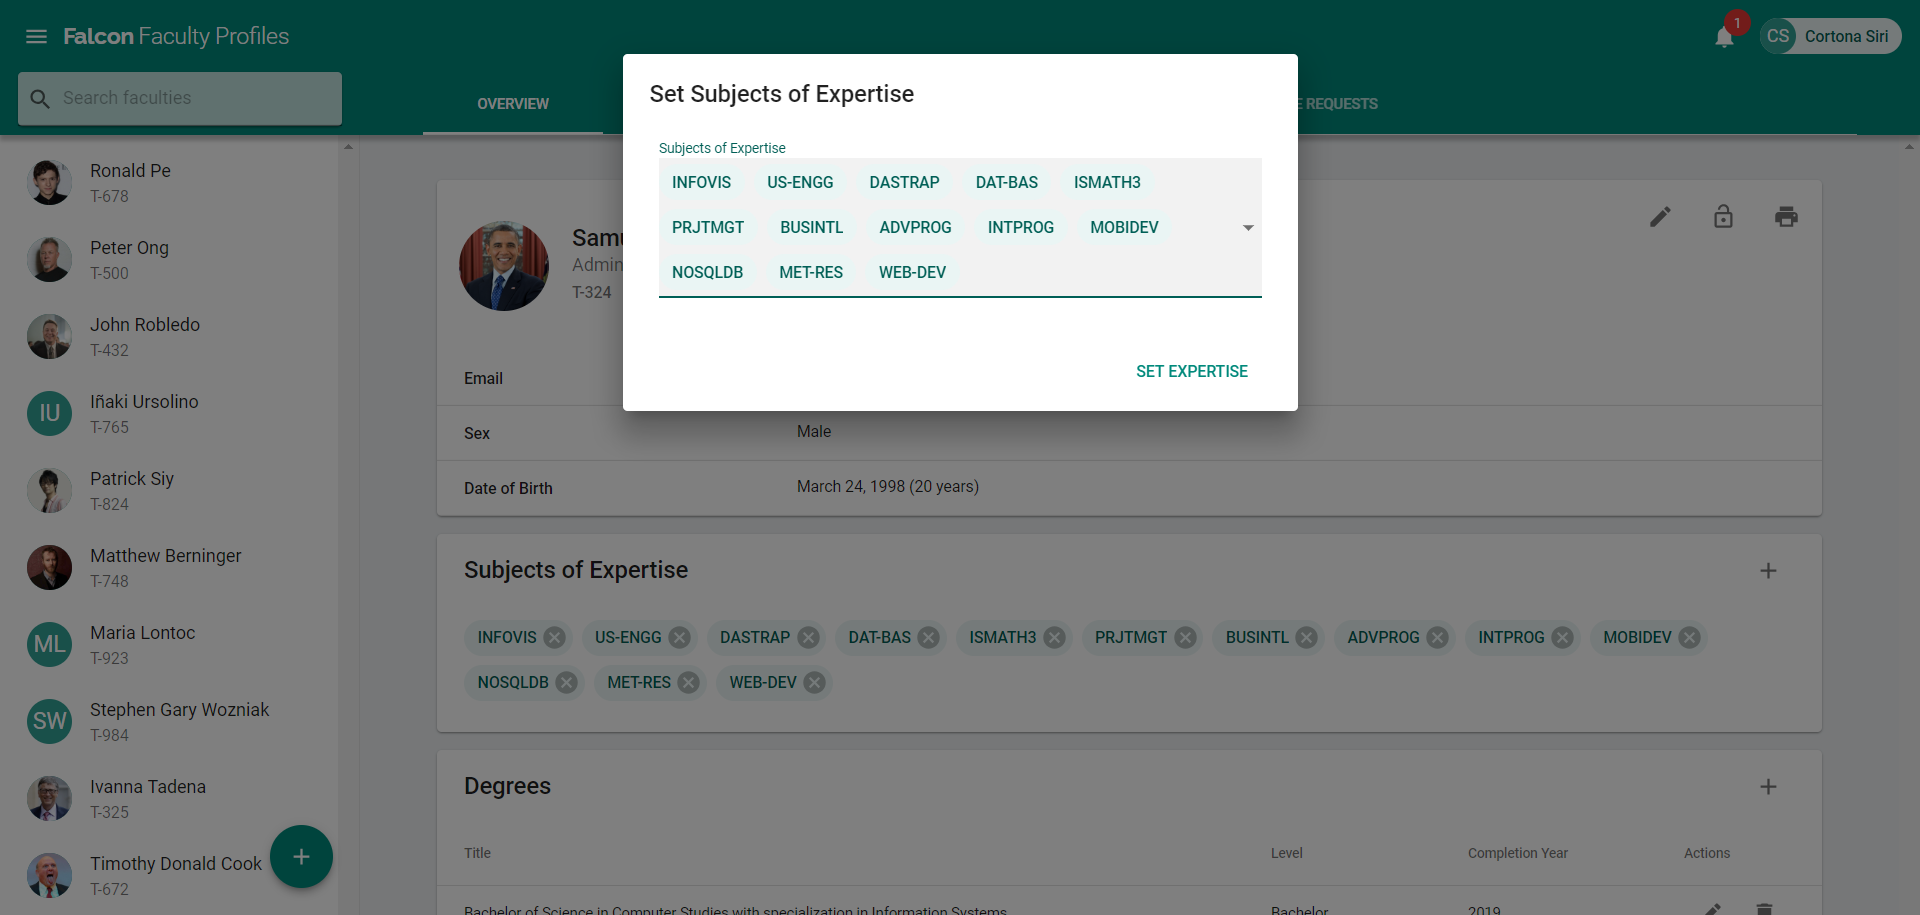 Falcon Faculty Profiles
1
CS Cortona Siri
Search faculties
OVERVIEW
REQUESTS
Set Subjects of Expertise
Subjects of Expertise
INFOVIS US-ENGG DASTRAP DAT-BAS ISMATH3
PRJTMGT BUSINTL ADVPROG INTPROG MOBIDEV
NOSQLDB MET-RES WEB-DEV
SET EXPERTISE
Ronald Pe
T-678
Peter Ong
T-500
John Robledo
T-432
IU
Iñaki Ursolino
T-765
Patrick Siy
T-824
Matthew Berninger
T-748
ML
Maria Lontoc
T-923
SW
Stephen Gary Wozniak
T-984
Ivanna Tadena
T-325
Timothy Donald Cook
T-672
+
T-324
Email
Sex Male
Date of Birth March 24, 1998 (20 years)
Subjects of Expertise
INFOVIS US-ENGG DASTRAP DAT-BAS ISMATH3 PRJTMGT BUSINTL ADVPROG INTPROG MOBIDEV
NOSQLDB MET-RES WEB-DEV
Degrees
Title Level Completion Year Actions
Bachelor of Science in Computer Studies with specialization in Information Systems Bachelor 2019